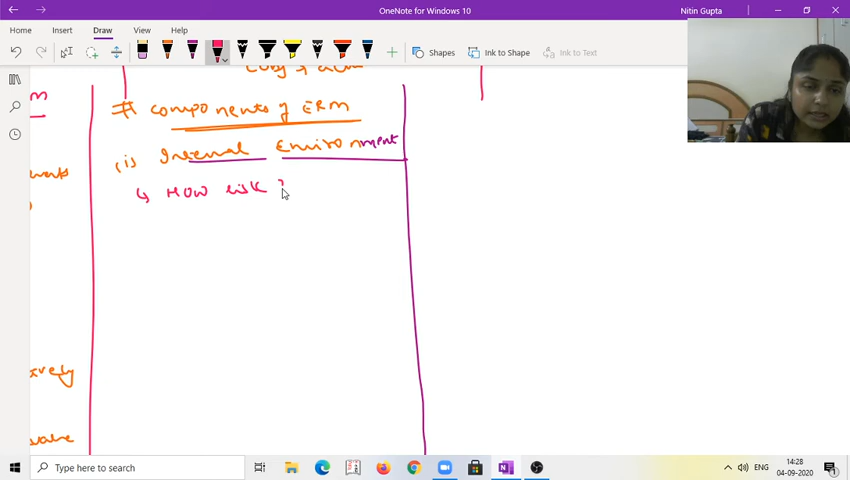 OneNote for Windows 10
Nitin Gupta
Home Insert Draw View Help
Shapes Ink to Shape Ink to Text
# Components of ERM
(i) Internal Environment
↳ How risk
Type here to search
ENG
14:28
04-09-2020